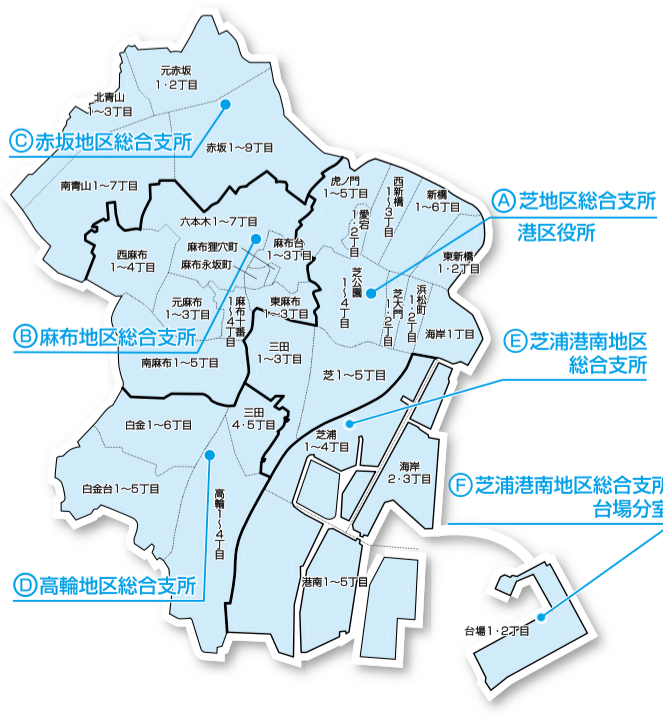 元赤坂
1・2丁目
北青山
1〜3丁目
Ⓒ赤坂地区総合支所
赤坂1〜9丁目
南青山1〜7丁目
虎ノ門
1〜5丁目
西新橋
1〜3丁目
新橋
1〜6丁目
愛宕
1・2丁目
Ⓐ芝地区総合支所
港区役所
六本木1〜7丁目
麻布狸穴町
麻布永坂町
麻布台
1〜3丁目
西麻布
1〜4丁目
東新橋
1・2丁目
芝公園
1〜4丁目
芝大門
1・2丁目
浜松町
1・2丁目
海岸1丁目
元麻布
1〜3丁目
麻布十番
1〜4丁目
東麻布
1〜3丁目
Ⓑ麻布地区総合支所
南麻布1〜5丁目
三田
1〜3丁目
芝1〜5丁目
Ⓔ芝浦港南地区
総合支所
白金1〜6丁目
三田
4・5丁目
芝浦
1〜4丁目
海岸
2・3丁目
白金台1〜5丁目
高輪1〜4丁目
Ⓕ芝浦港南地区総合支所
台場分室
Ⓓ高輪地区総合支所
港南1〜5丁目
台場1・2丁目